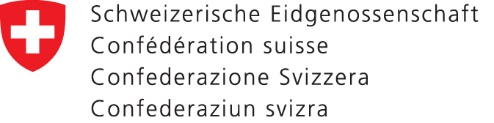 Schweizerische Eidgenossenschaft
Confédération suisse
Confederazione Svizzera
Confederaziun svizra